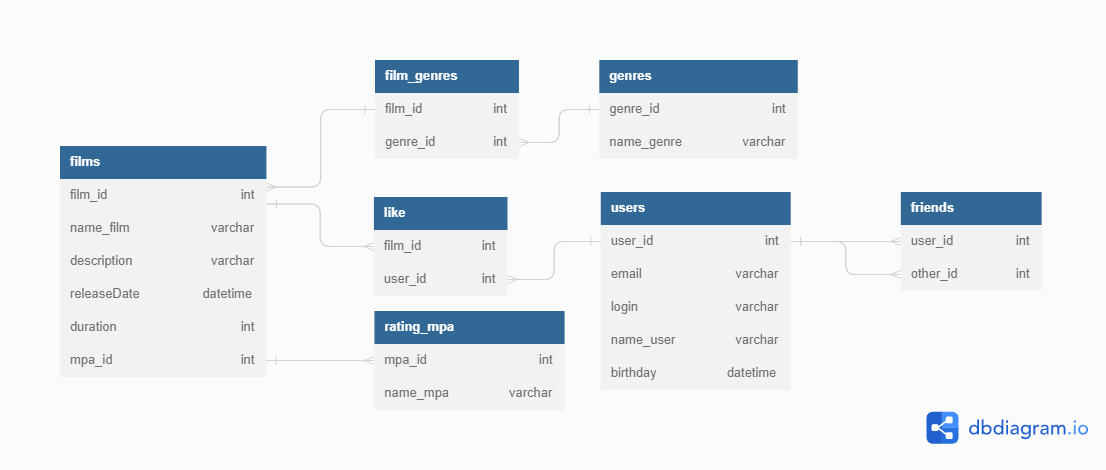 films
film_id int
name_film varchar
description varchar
releaseDate datetime
duration int
mpa_id int
film_genres
film_id int
genre_id int
genres
genre_id int
name_genre varchar
like
film_id int
user_id int
rating_mpa
mpa_id int
name_mpa varchar
users
user_id int
email varchar
login varchar
name_user varchar
birthday datetime
friends
user_id int
other_id int
dbdiagram.io